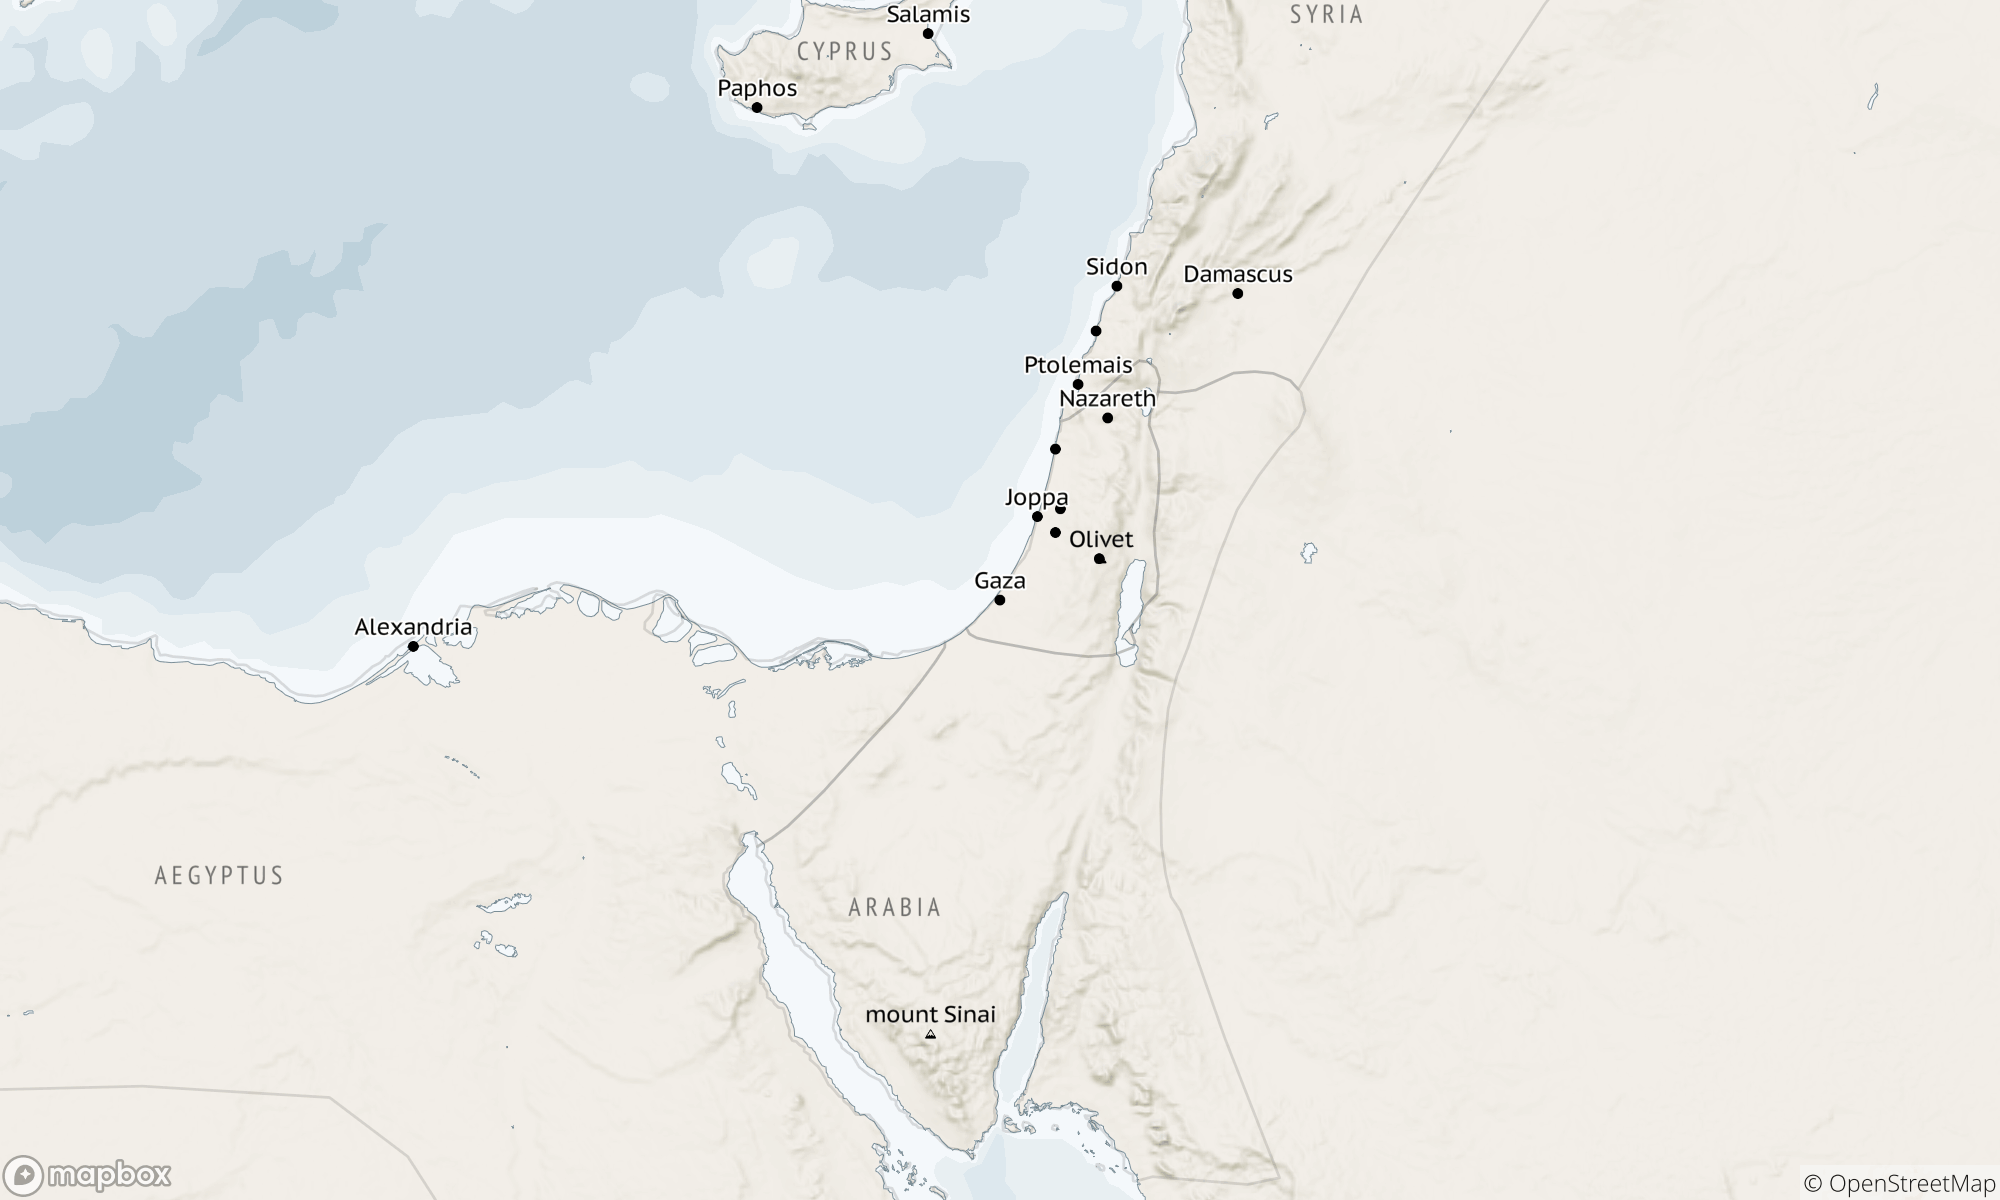 Salamis
SYRIA
CYPRUS
Paphos
Sidon
Damascus
Ptolemais
Nazareth
Joppa
Olivet
Gaza
Alexandria
AEGYPTUS
ARABIA
mount Sinai
mapbox
© OpenStreetMap